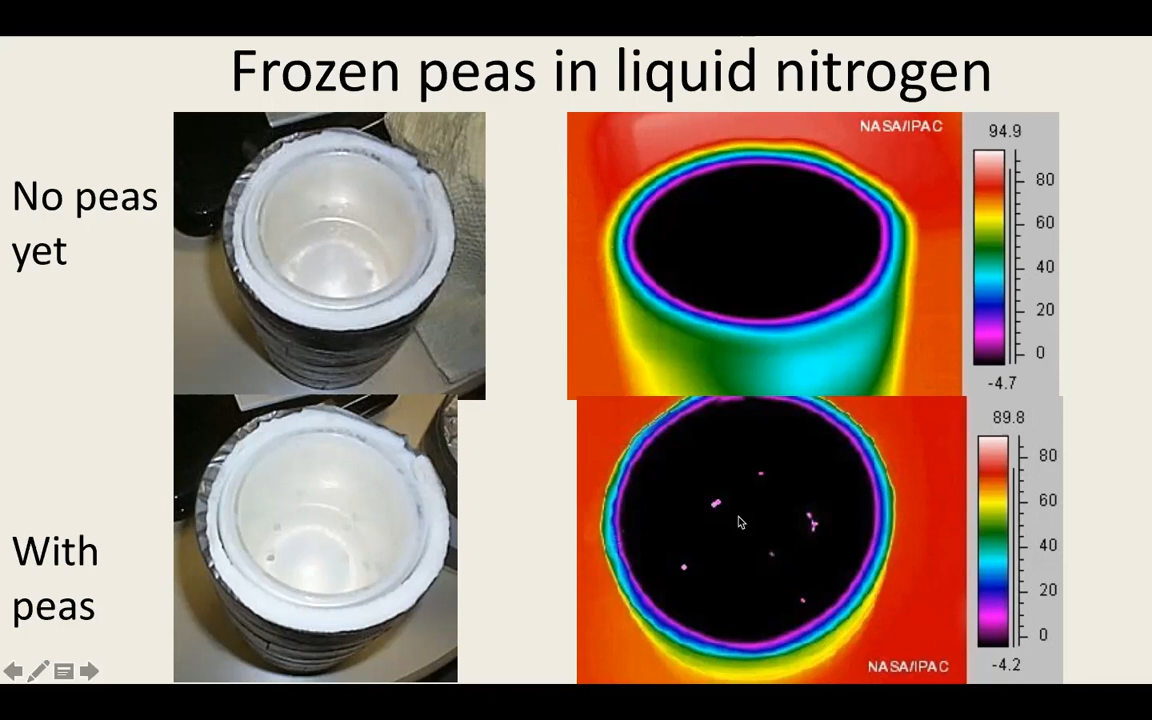 Frozen peas in liquid nitrogen
No peas
yet
NASA/IPAC
94.9
80
60
40
20
0
-4.7
With
peas
89.8
80
60
40
20
0
-4.2
NASA/IPAC